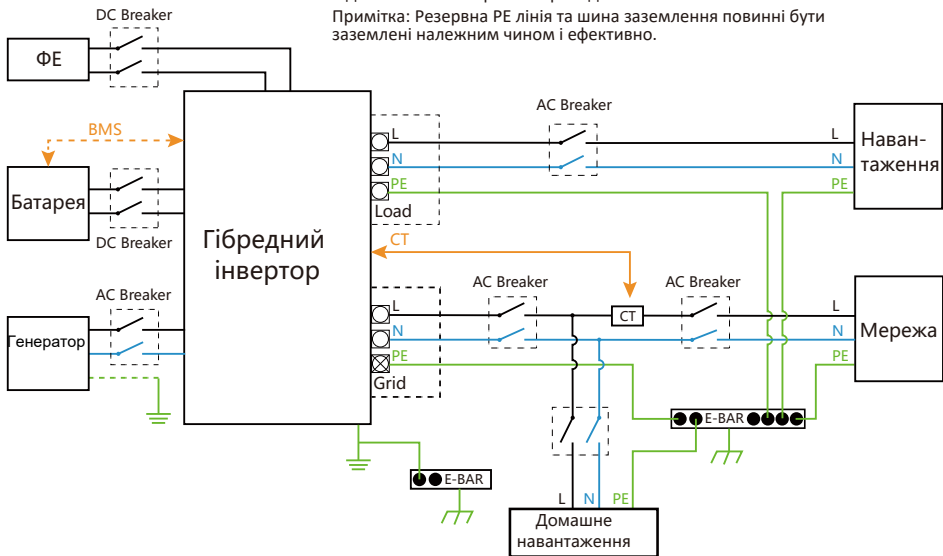 Примітка: Резервна PE лінія та шина заземлення повинні бути
заземлені належним чином і ефективно.
DC Breaker
ФЕ
BMS
Батарея
DC Breaker
AC Breaker
Генератор
Гібредний
інвертор
L
N
PE
Load
AC Breaker
L
N
PE
Наван-
таження
CT
L
N
PE
Grid
AC Breaker
CT
AC Breaker
L
N
PE
Мережа
E-BAR
E-BAR
L
N
PE
Домашне
навантаження